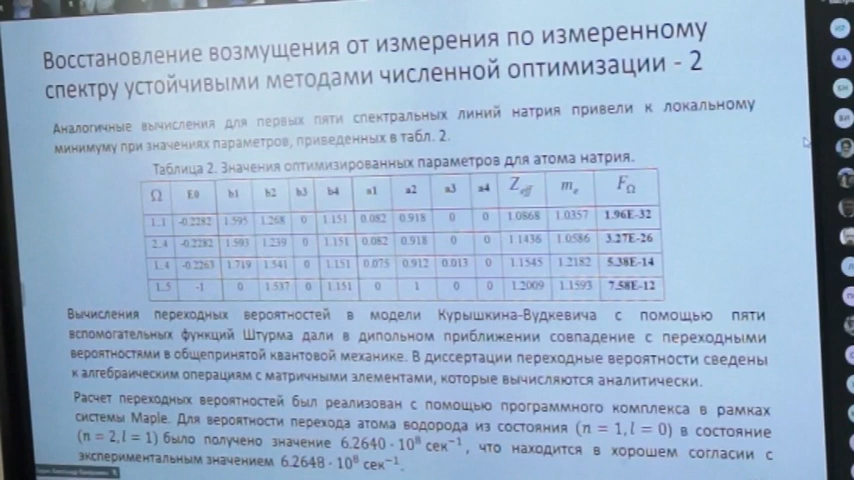 Восстановление возмущения от измерения по измеренному
спектру устойчивыми методами численной оптимизации - 2
Аналогичные вычисления для первых пяти спектральных линий натрия привели к локальному
минимуму при значениях параметров, приведенных в табл. 2.
Таблица 2. Значения оптимизированных параметров для атома натрия.
Ω E0 b1 b2 b3 b4 a1 a2 a3 a4 Z_eff m_e F_Ω
1..1 -0.2282 1.595 1.268 0 1.151 0.082 0.918 0 0 1.0868 1.0357 1.96E-32
2..4 -0.2282 1.593 1.239 0 1.151 0.082 0.918 0 0 1.1436 1.0586 3.27E-26
1..4 -0.2263 1.719 1.541 0 1.151 0.075 0.912 0.013 0 1.1545 1.2182 5.38E-14
1..5 -1 0 1.537 0 1.151 0 1 0 0 1.2009 1.1593 7.58E-12
Вычисления переходных вероятностей в модели Курышкина-Вудкевича с помощью пяти
вспомогательных функций Штурма дали в дипольном приближении совпадение с переходными
вероятностями в общепринятой квантовой механике. В диссертации переходные вероятности сведены
к алгебраическим операциям с матричными элементами, которые вычисляются аналитически.
Расчет переходных вероятностей был реализован с помощью программного комплекса в рамках
системы Maple. Для вероятности перехода атома водорода из состояния (n = 1, l = 0) в состояние
(n = 2, l = 1) было получено значение 6.2640 · 10⁸ сек⁻¹, что находится в хорошем согласии с
экспериментальным значением 6.2648 · 10⁸ сек⁻¹.
АА
ВИ